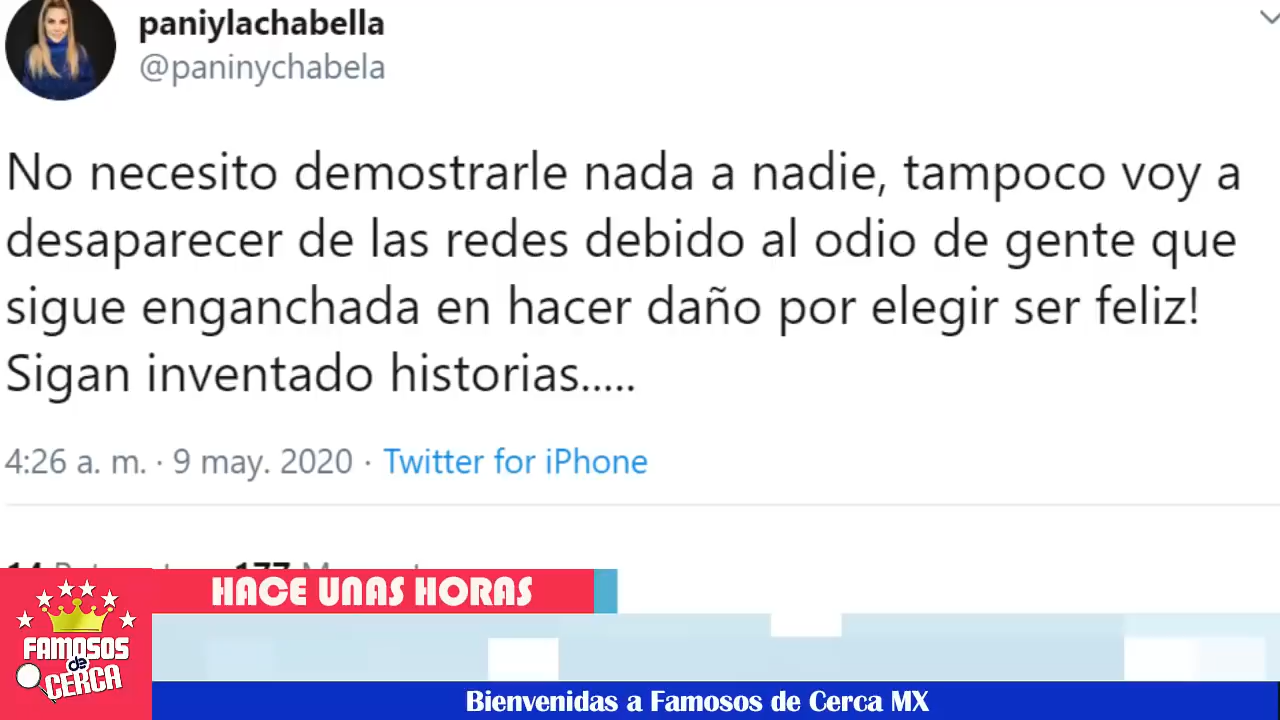 paniylachabella
@paninychabela
No necesito demostrarle nada a nadie, tampoco voy a
desaparecer de las redes debido al odio de gente que
sigue enganchada en hacer daño por elegir ser feliz!
Sigan inventado historias.....
4:26 a. m. · 9 may. 2020 · Twitter for iPhone
HACE UNAS HORAS
FAMOSOS
de
CERCA
Bienvenidas a Famosos de Cerca MX